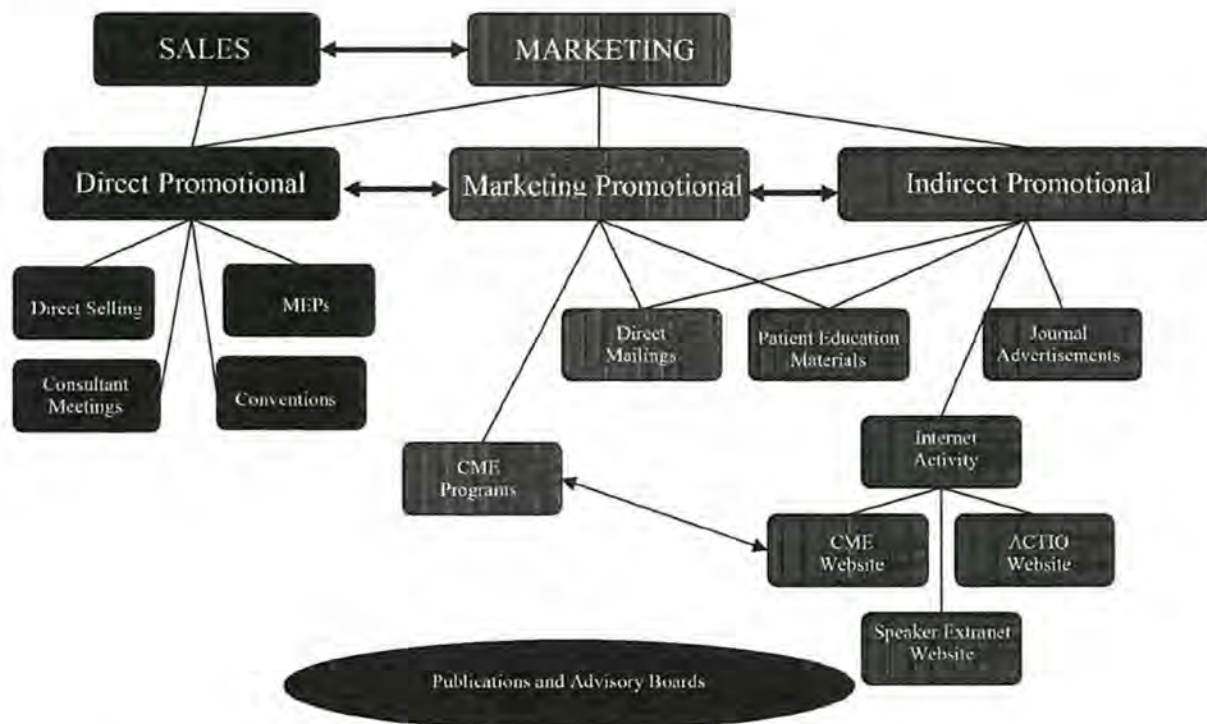 SALES
MARKETING
Direct Promotional
Marketing Promotional
Indirect Promotional
Direct Selling
MEPs
Consultant
Meetings
Conventions
Direct
Mailings
Patient Education
Materials
Journal
Advertisements
CME
Programs
Internet
Activity
CME
Website
ACTIQ
Website
Speaker Extranet
Website
Publications and Advisory Boards